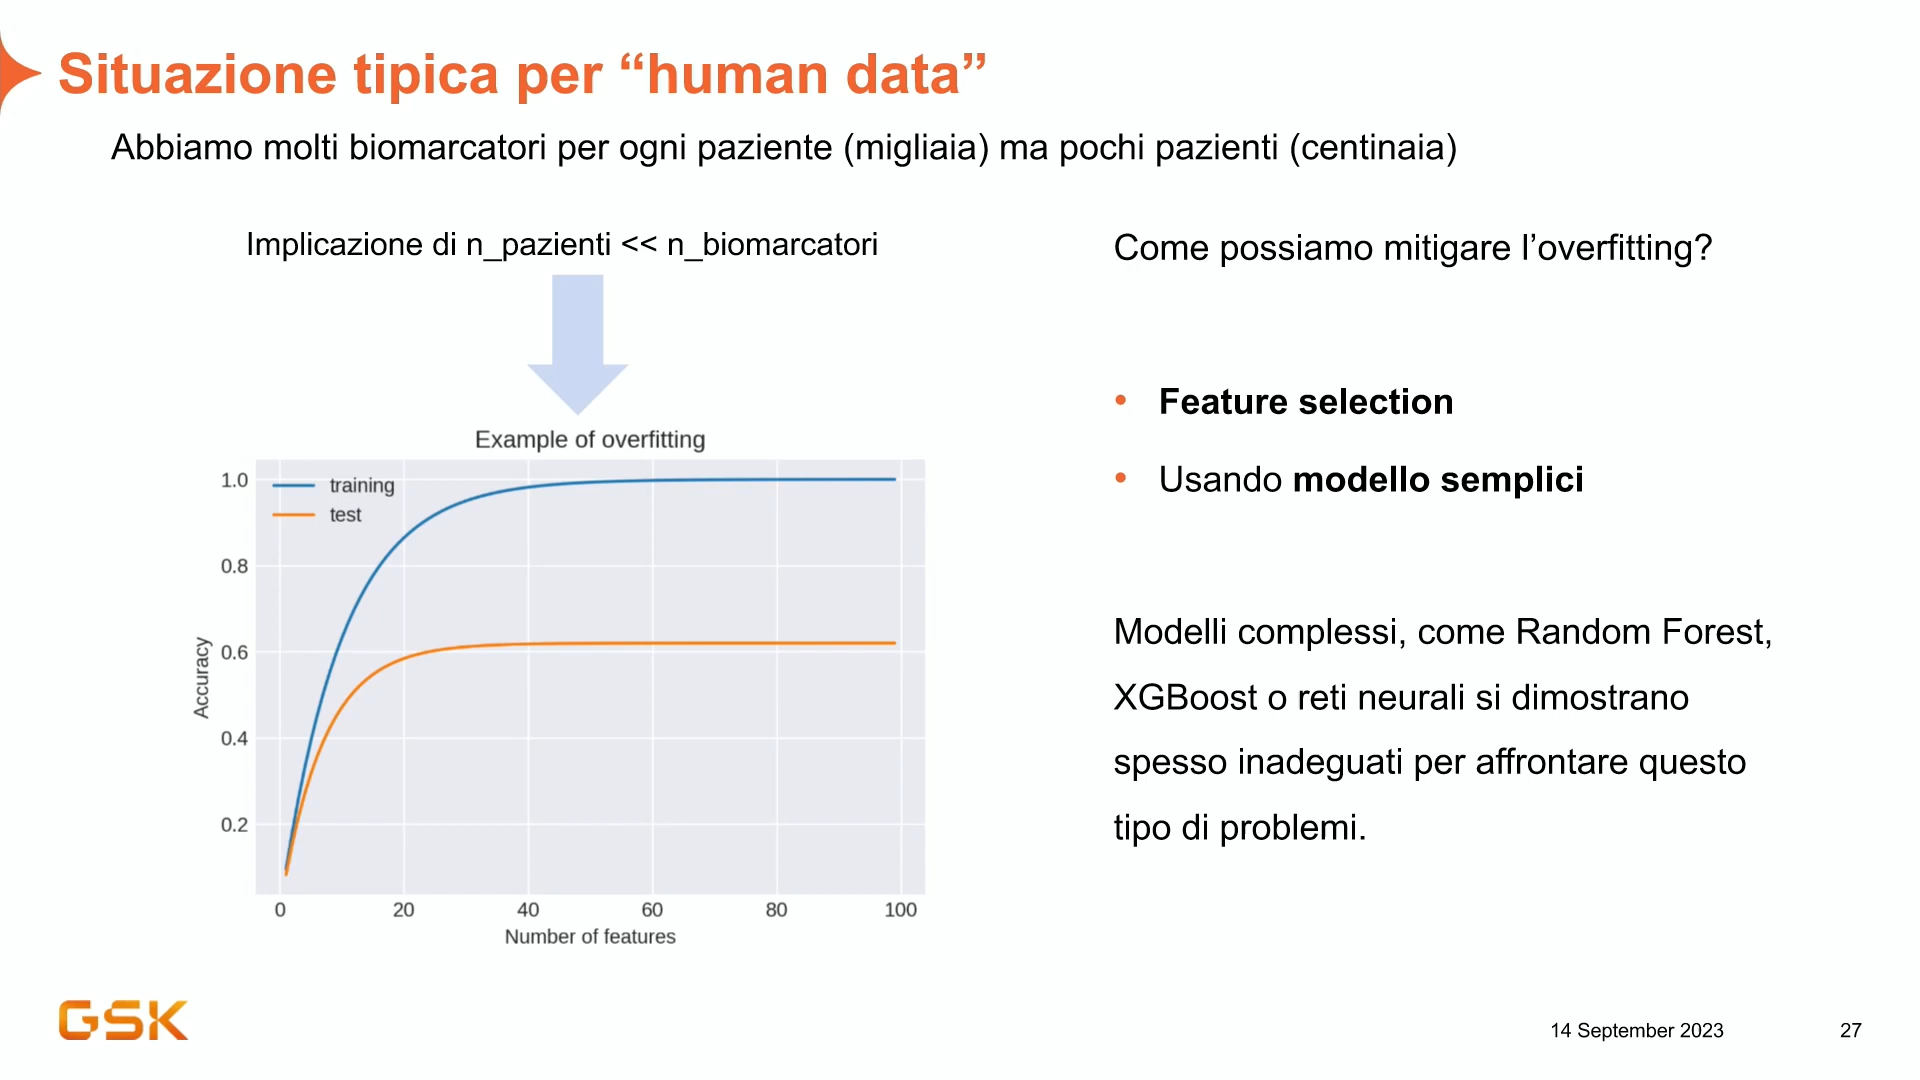 Situazione tipica per “human data”
Abbiamo molti biomarcatori per ogni paziente (migliaia) ma pochi pazienti (centinaia)
Implicazione di n_pazienti << n_biomarcatori
Example of overfitting
training
test
1.0
0.8
0.6
0.4
0.2
Accuracy
0 20 40 60 80 100
Number of features
Come possiamo mitigare l’overfitting?
• Feature selection
• Usando modello semplici
Modelli complessi, come Random Forest,
XGBoost o reti neurali si dimostrano
spesso inadeguati per affrontare questo
tipo di problemi.
GSK
14 September 2023
27